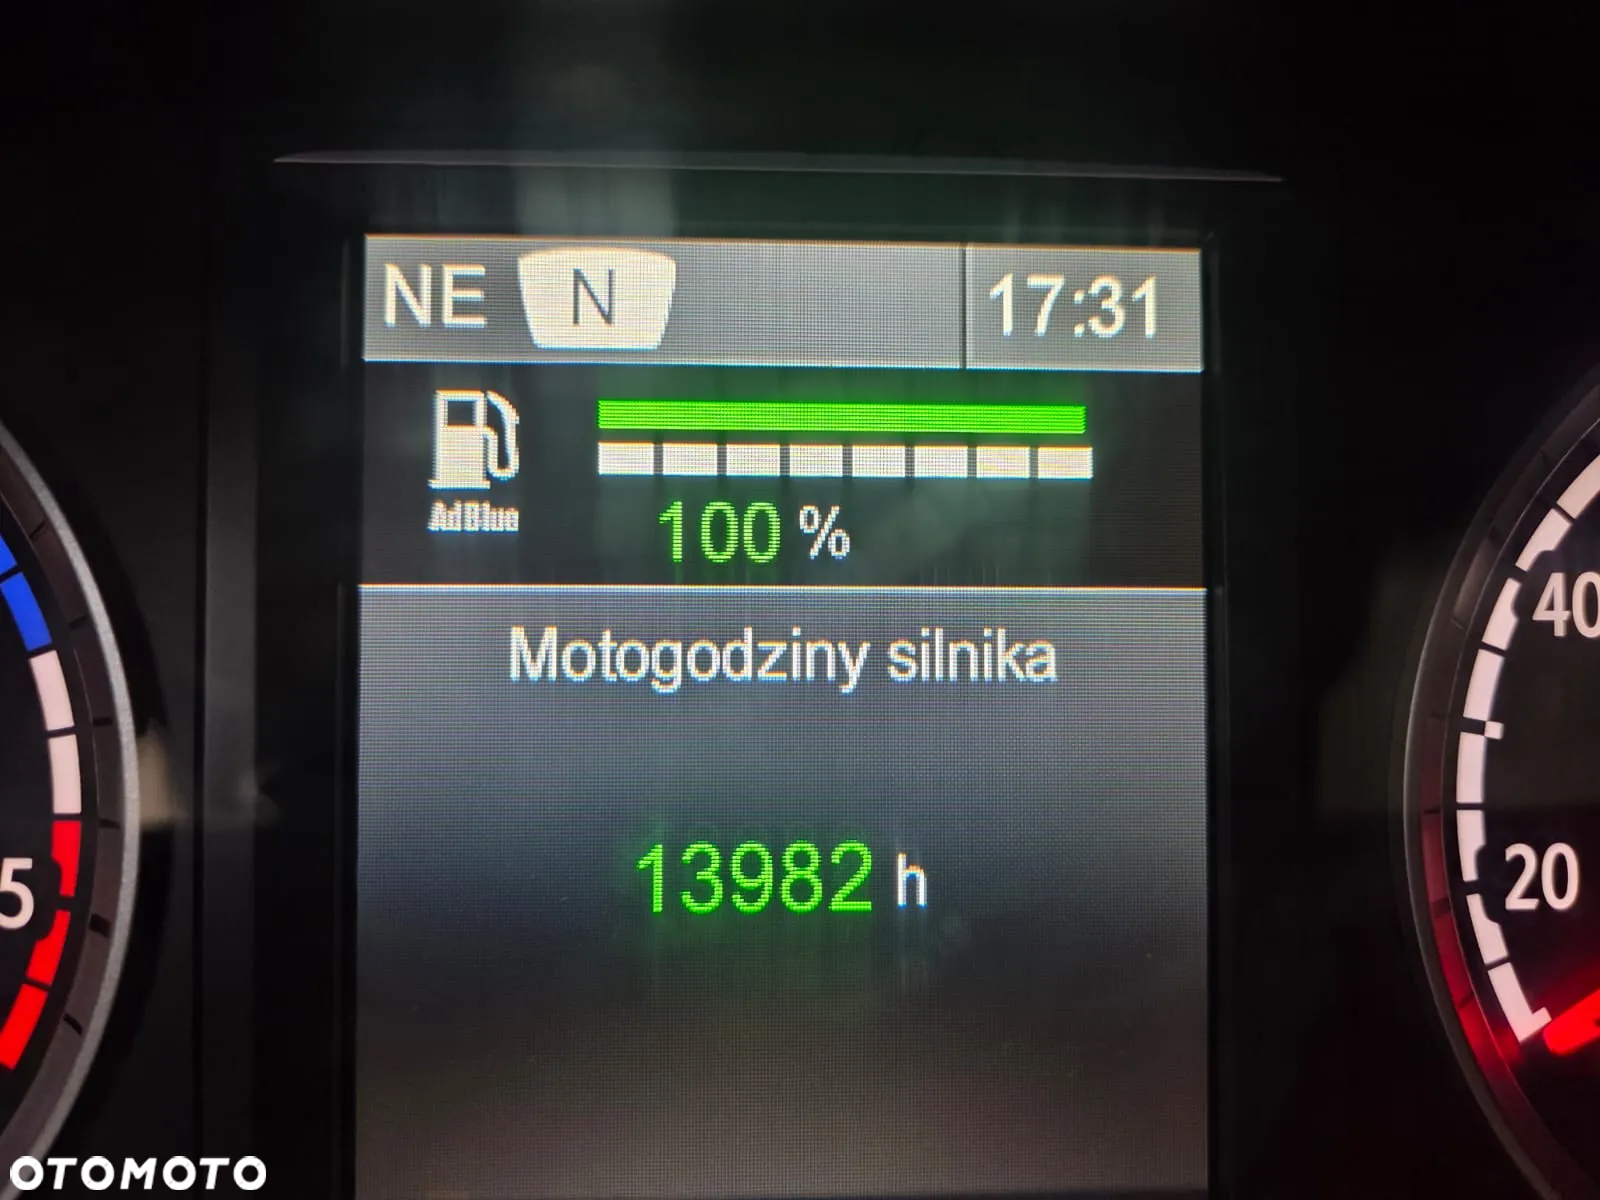 NE N 17:31
AdBlue
100 %
Motogodziny silnika
13982 h
5
40
20
OTOMOTO